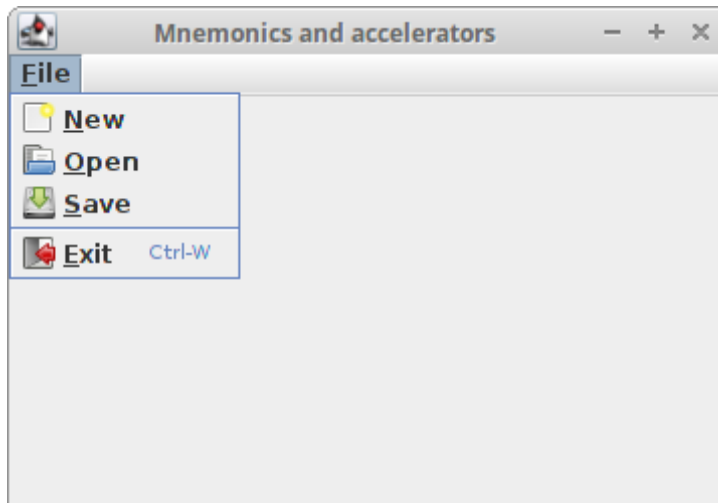 Mnemonics and accelerators
File
New
Open
Save
Exit Ctrl-W